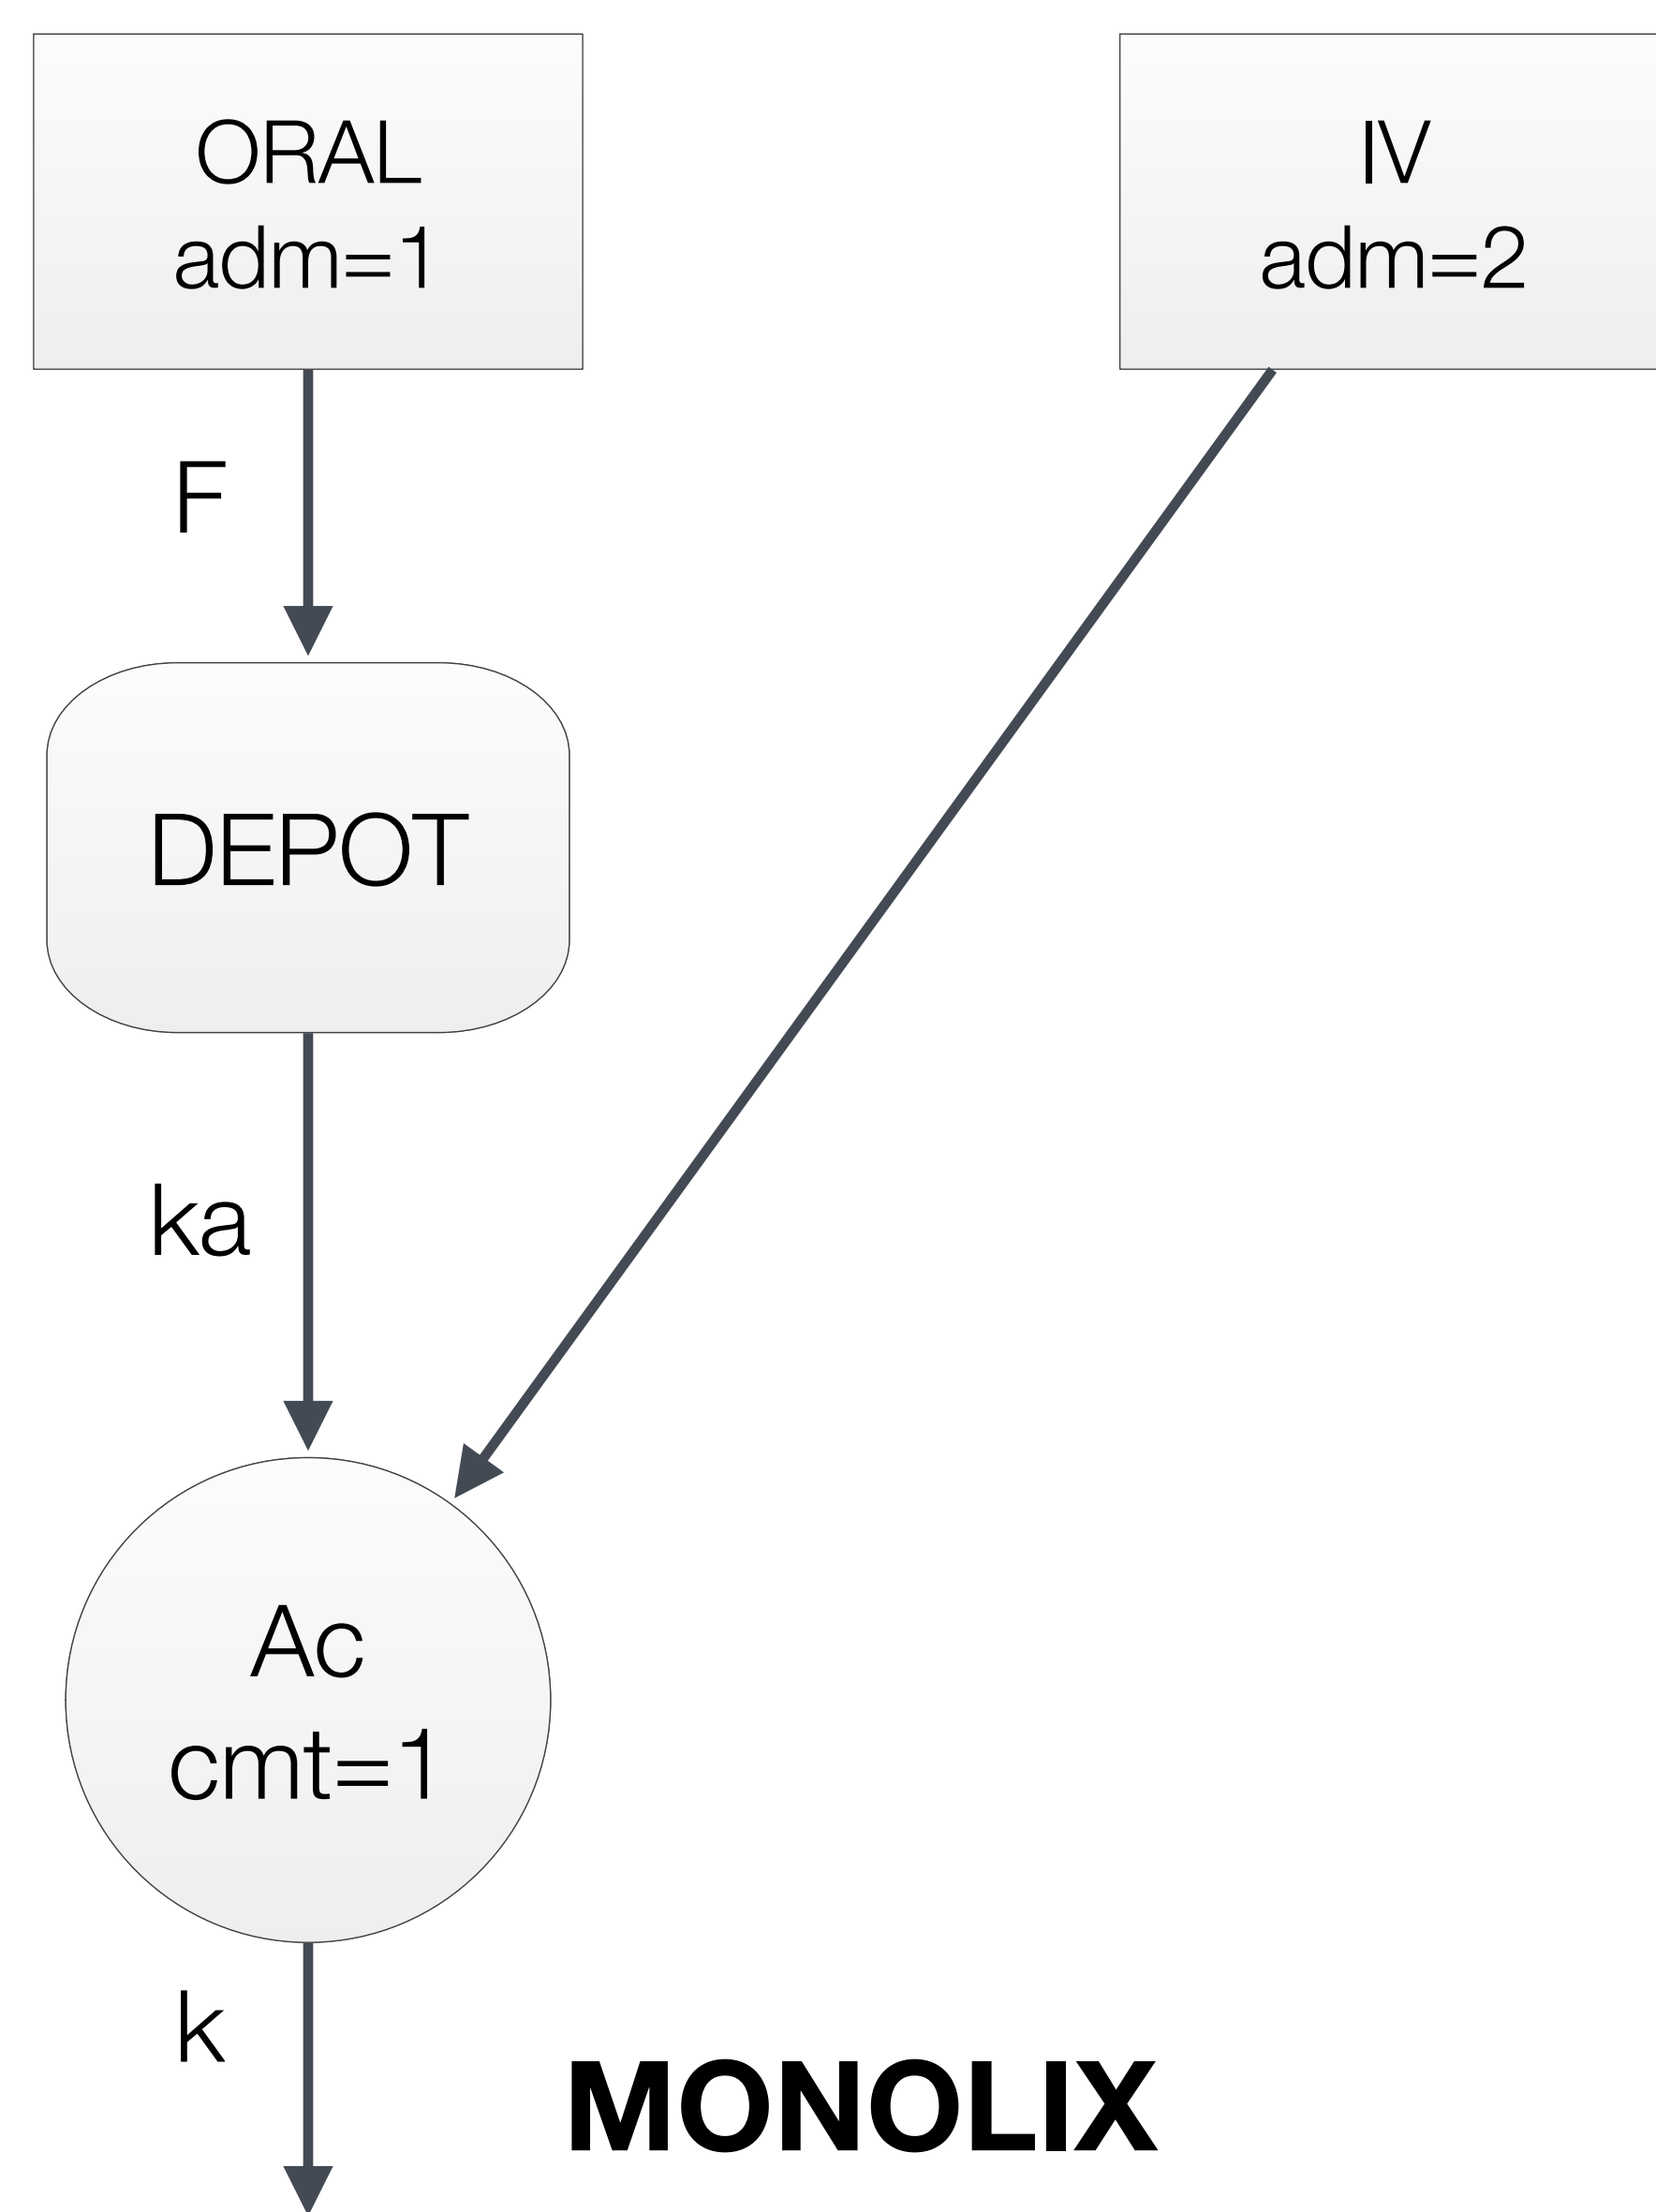 ORAL
adm=1
IV
adm=2
F
DEPOT
ka
Ac
cmt=1
k
MONOLIX